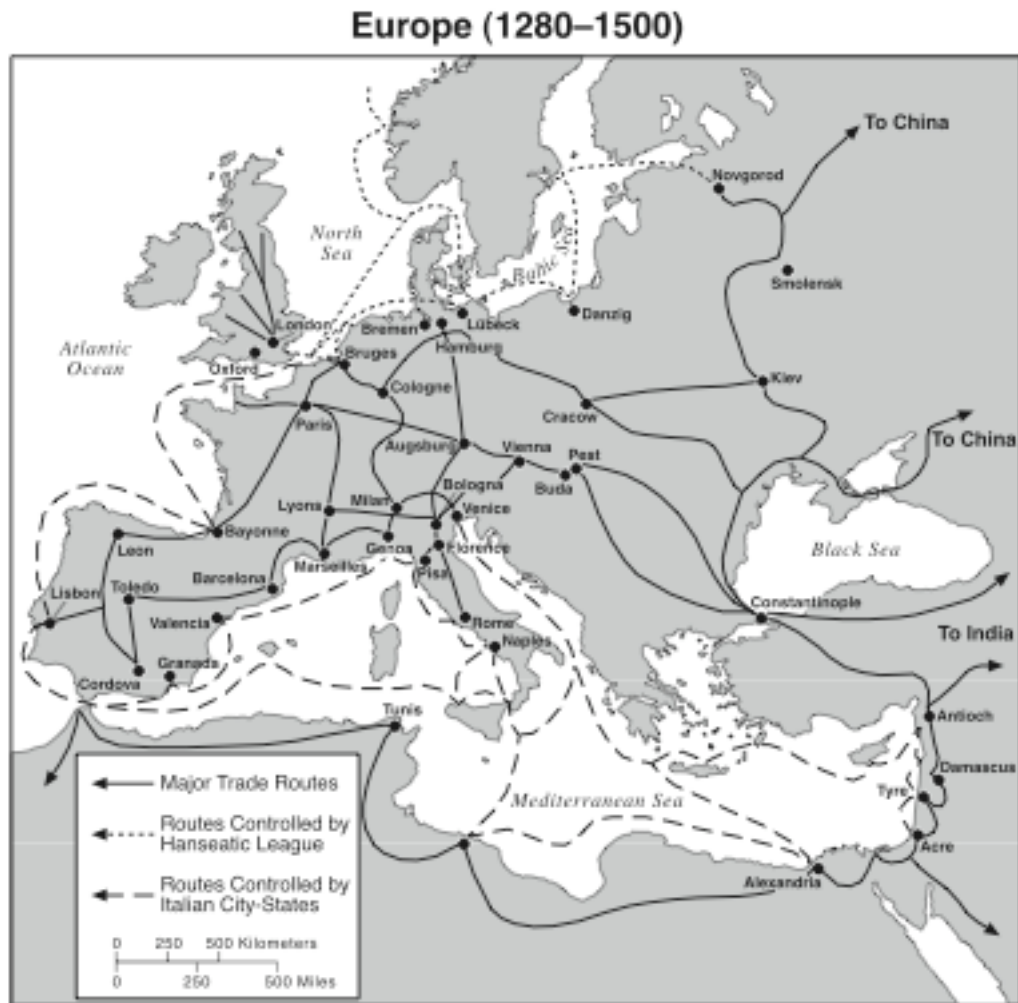 Europe (1280–1500)
To China
Novgorod
North
Sea
Baltic Sea
Smolensk
Atlantic
Ocean
London
Bremen
Lübeck
Danzig
Hamburg
Oxford
Bruges
Cologne
Kiev
Paris
Cracow
To China
Augsburg
Vienna
Pest
Buda
Bologna
Lyons
Milan
Venice
Bayonne
Leon
Genoa
Florence
Black Sea
Marseilles
Pisa
Barcelona
Lisbon
Toledo
Constantinople
Valencia
Rome
To India
Naples
Granada
Cordova
Tunis
Antioch
Damascus
Tyre
Mediterranean Sea
Acre
Alexandria
Major Trade Routes
Routes Controlled by
Hanseatic League
Routes Controlled by
Italian City-States
0 250 500 Kilometers
0 250 500 Miles